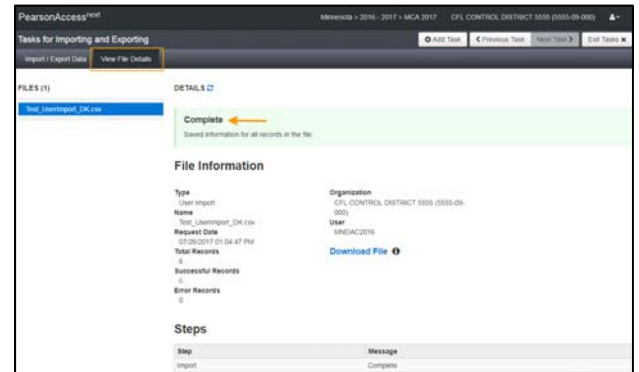 PearsonAccessnext
Minnesota > 2016 - 2017 > MCA 2017 CFL CONTROL DISTRICT 5555 (5555-09-000)
Tasks for Importing and Exporting
Add Task Previous Task Next Task Exit Tasks
Import / Export Data View File Details
FILES (1)
DETAILS
Test_UserImport_DK.csv
Complete
Saved information for all records in the file.
File Information
Type
User Import
Name
Test_UserImport_DK.csv
Request Date
07/26/2017 01:04:47 PM
Total Records
6
Successful Records
6
Error Records
0
Organization
CFL CONTROL DISTRICT 5555 (5555-09-
000)
User
MNDAC2016
Download File
Steps
Step Message
Import Complete